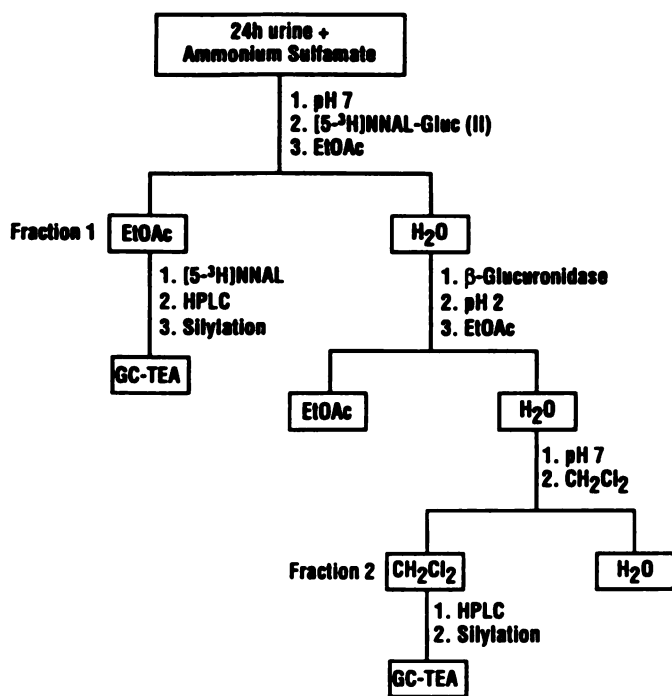 24h urine +
Ammonium Sulfamate
1. pH 7
2. [5-³H]NNAL-Gluc (II)
3. EtOAc
Fraction 1
EtOAc
H₂O
1. [5-³H]NNAL
2. HPLC
3. Silylation
1. β-Glucuronidase
2. pH 2
3. EtOAc
GC-TEA
EtOAc
H₂O
1. pH 7
2. CH₂Cl₂
Fraction 2
CH₂Cl₂
H₂O
1. HPLC
2. Silylation
GC-TEA